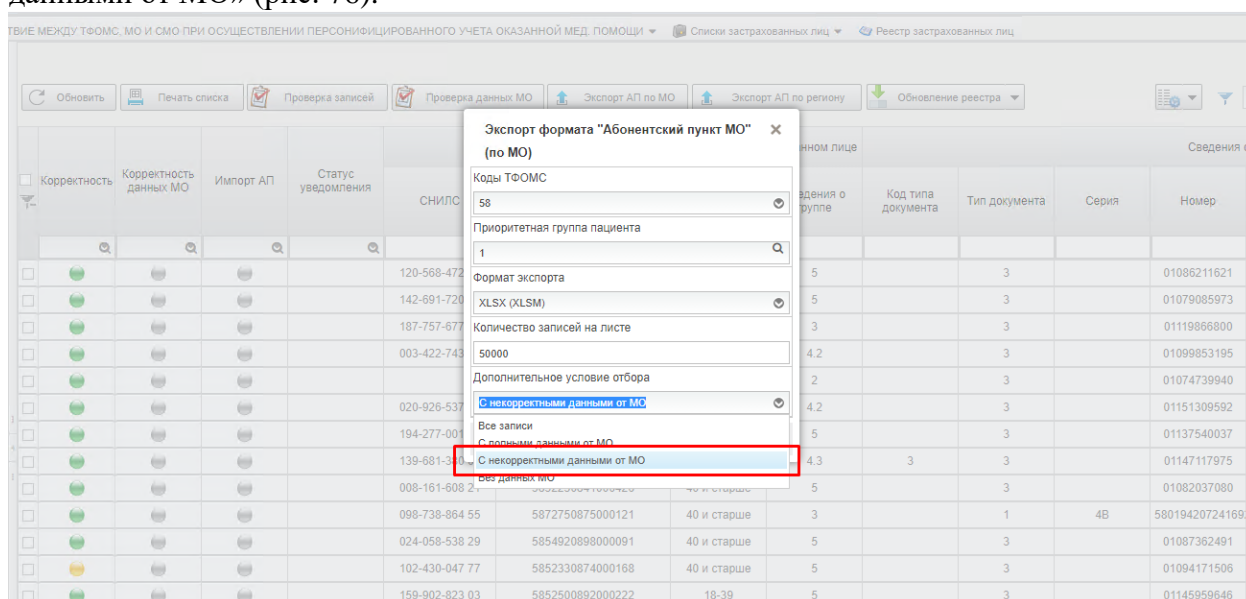 данными от МО» (рис. 70).
ТВИЕ МЕЖДУ ТФОМС, МО И СМО ПРИ ОСУЩЕСТВЛЕНИИ ПЕРСОНИФИЦИРОВАННОГО УЧЕТА ОКАЗАННОЙ МЕД. ПОМОЩИ Списки застрахованных лиц Реестр застрахованных лиц
Обновить Печать списка Проверка записей Проверка данных МО Экспорт АП по МО Экспорт АП по региону Обновление реестра
Экспорт формата "Абонентский пункт МО" (по МО)
Коды ТФОМС
58
Приоритетная группа пациента
1
Формат экспорта
XLSX (XLSM)
Количество записей на листе
50000
Дополнительное условие отбора
С некорректными данными от МО
Все записи
С полными данными от МО
С некорректными данными от МО
Без данных МО
нном лице Сведения
Корректность Корректность данных МО Импорт АП Статус уведомления СНИЛС группе Код типа документа Тип документа Серия Номер
120-568-472 5 3 01086211621
142-691-720 5 3 01079085973
187-757-677 3 3 01119866800
003-422-743 4.2 3 01099853195
2 3 01074739940
020-926-537 4.2 3 01151309592
194-277-001 5 3 01137540037
139-681-380 4.3 3 3 01147117975
008-161-608 21 40 и старше 5 3 01082037080
098-738-864 55 5872750875000121 40 и старше 3 1 4В 580194207241692
024-058-538 29 5854920898000091 40 и старше 5 3 01087362491
102-430-047 77 5852330874000168 40 и старше 5 3 01094171506
159-902-823 03 5852500892000222 18-39 5 3 01145959646